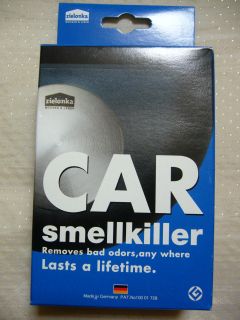 zielonka
zielonka
CAR
smellkiller
Removes bad odors,any where
Lasts a lifetime.
Made in Germany